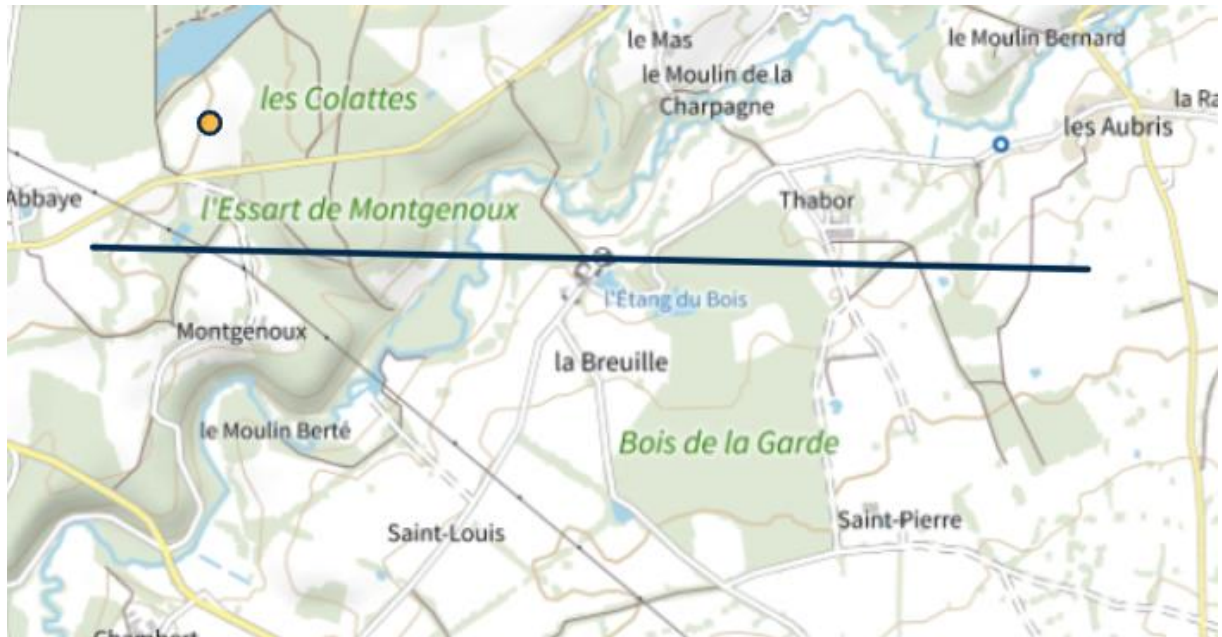 le Mas
le Moulin Bernard
le Moulin de la
Charpagne
les Colattes
la Ra
les Aubris
Abbaye
l'Essart de Montgenoux
Thabor
l'Étang du Bois
Montgenoux
la Breuille
le Moulin Berté
Bois de la Garde
Saint-Louis
Saint-Pierre
Chambert